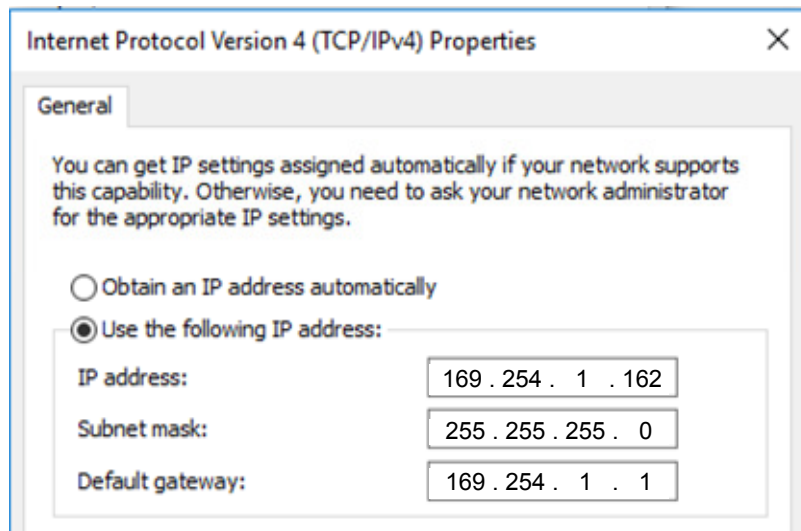 Internet Protocol Version 4 (TCP/IPv4) Properties
General
You can get IP settings assigned automatically if your network supports
this capability. Otherwise, you need to ask your network administrator
for the appropriate IP settings.
Obtain an IP address automatically
Use the following IP address:
IP address: 169 . 254 . 1 . 162
Subnet mask: 255 . 255 . 255 . 0
Default gateway: 169 . 254 . 1 . 1